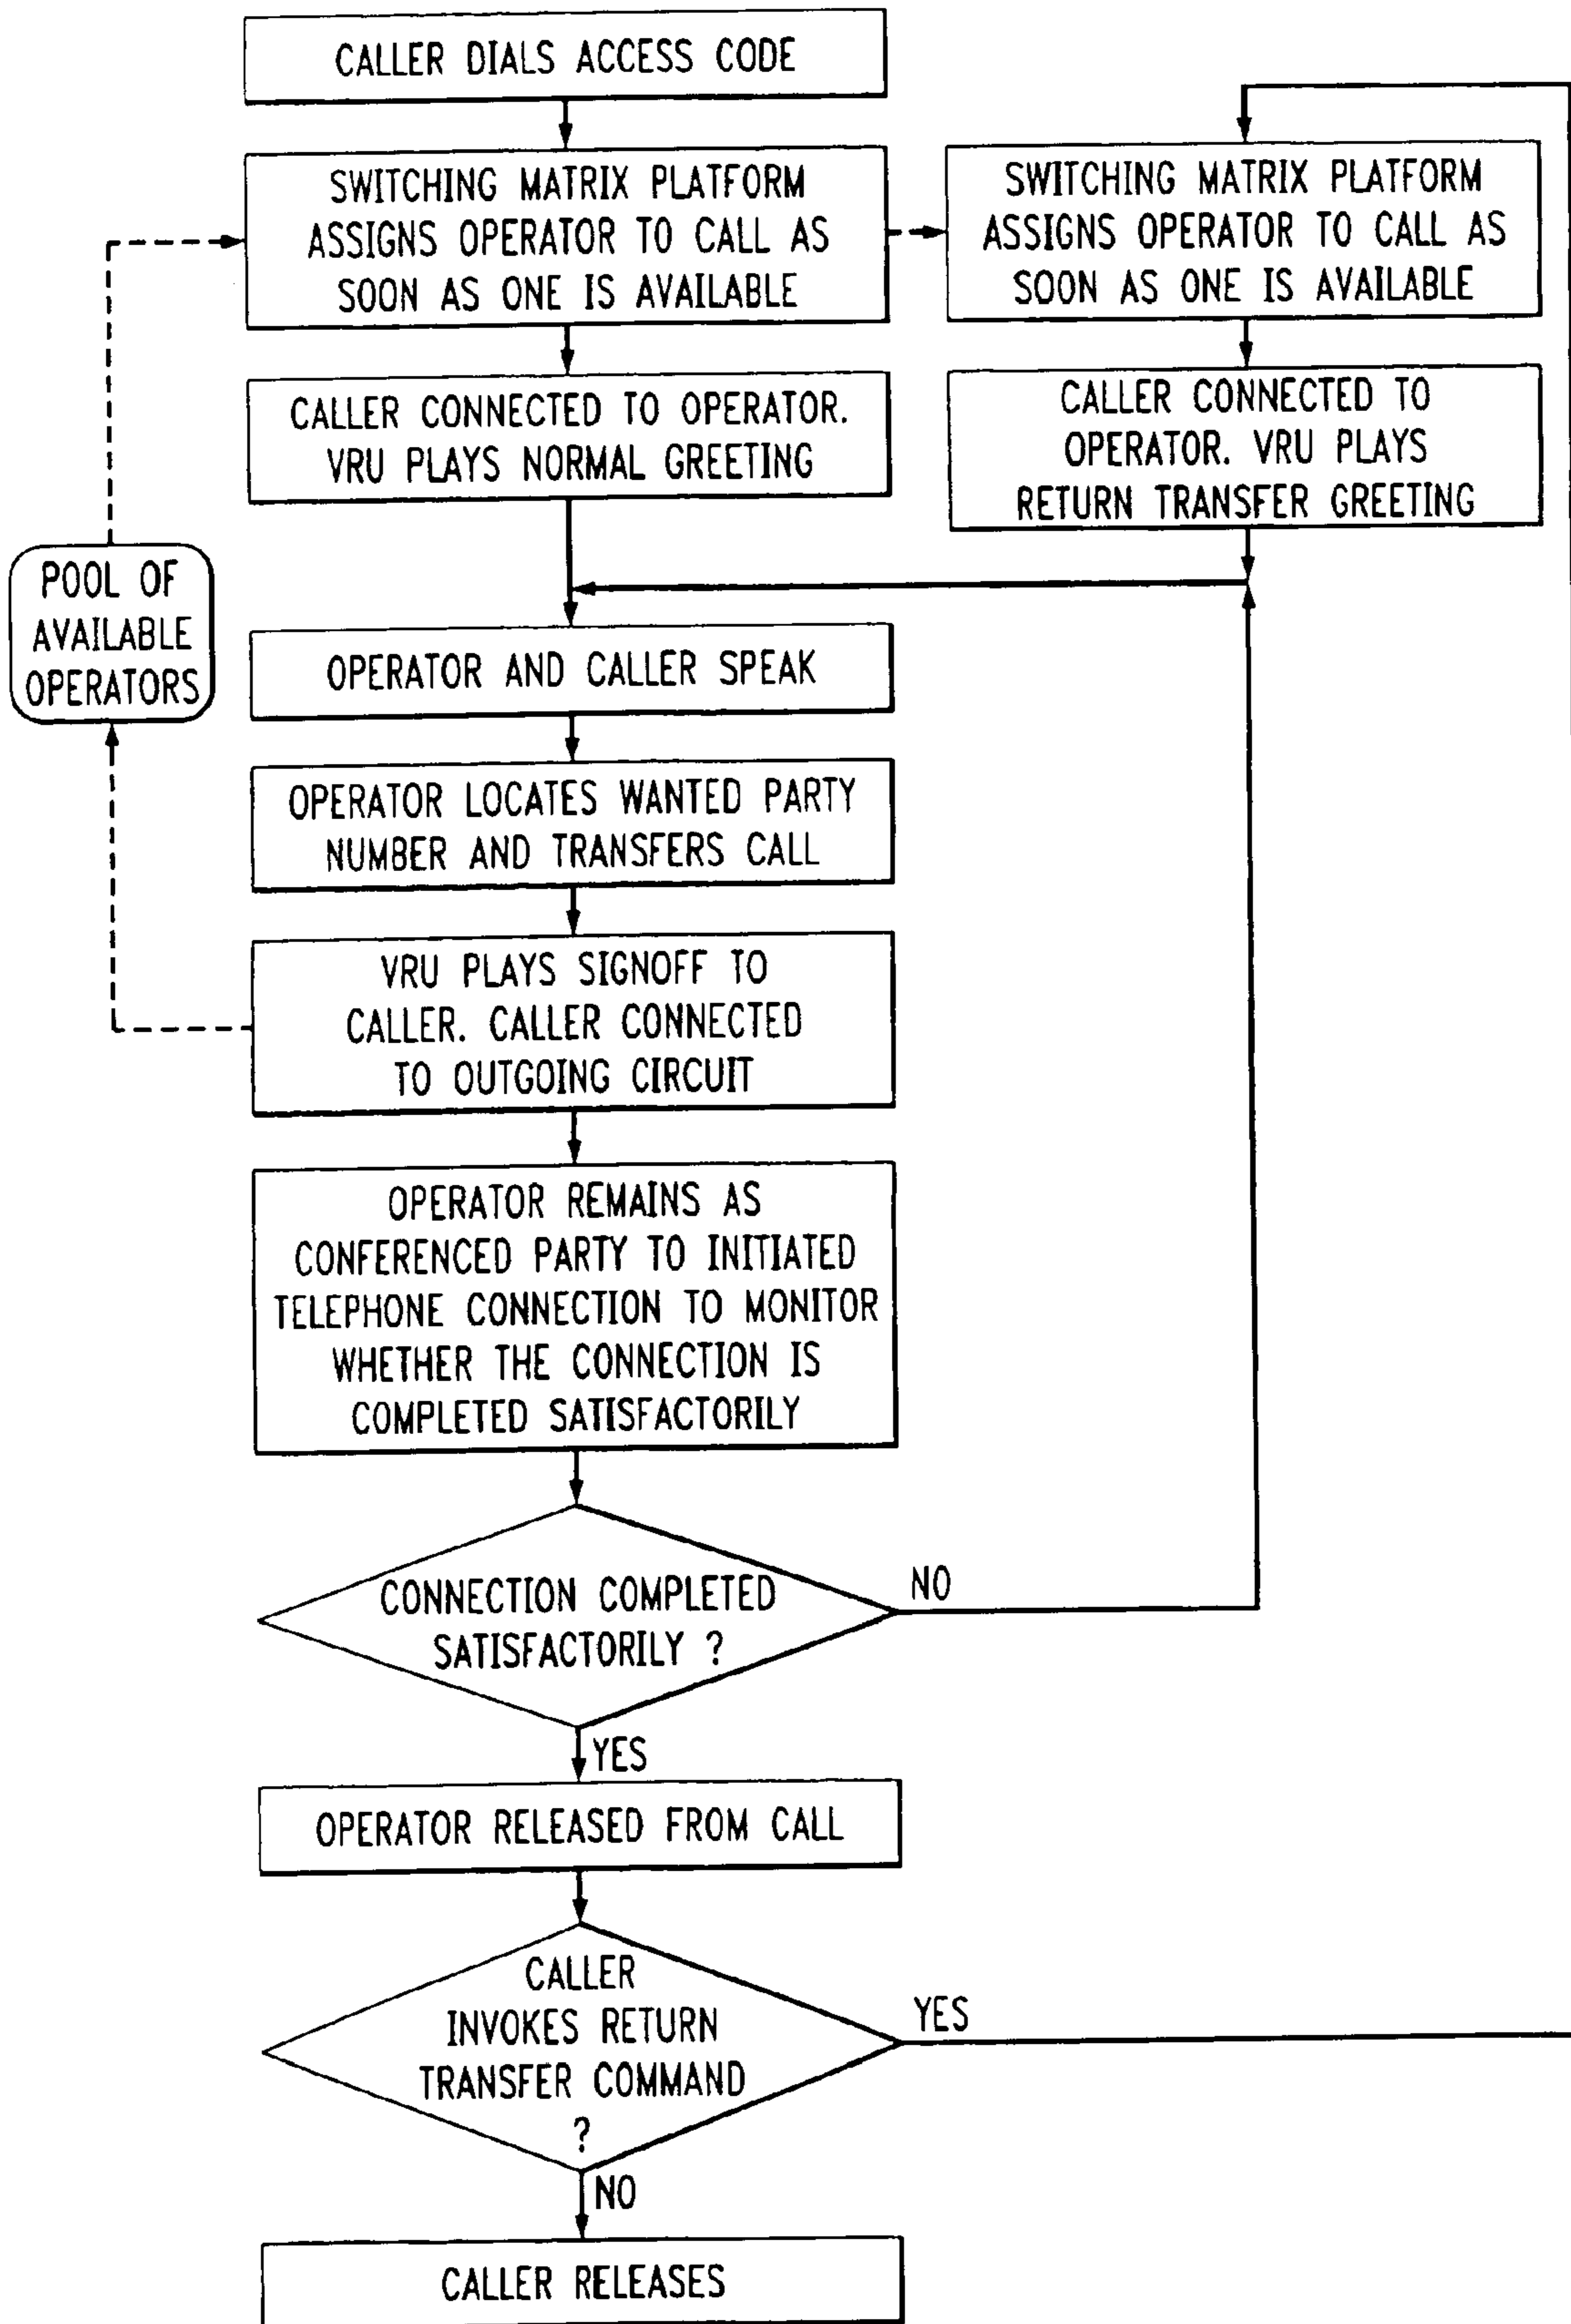 CALLER DIALS ACCESS CODE
SWITCHING MATRIX PLATFORM
ASSIGNS OPERATOR TO CALL AS
SOON AS ONE IS AVAILABLE
SWITCHING MATRIX PLATFORM
ASSIGNS OPERATOR TO CALL AS
SOON AS ONE IS AVAILABLE
CALLER CONNECTED TO OPERATOR.
VRU PLAYS NORMAL GREETING
CALLER CONNECTED TO
OPERATOR. VRU PLAYS
RETURN TRANSFER GREETING
POOL OF
AVAILABLE
OPERATORS
OPERATOR AND CALLER SPEAK
OPERATOR LOCATES WANTED PARTY
NUMBER AND TRANSFERS CALL
VRU PLAYS SIGNOFF TO
CALLER. CALLER CONNECTED
TO OUTGOING CIRCUIT
OPERATOR REMAINS AS
CONFERENCED PARTY TO INITIATED
TELEPHONE CONNECTION TO MONITOR
WHETHER THE CONNECTION IS
COMPLETED SATISFACTORILY
CONNECTION COMPLETED
SATISFACTORILY ?
NO
YES
OPERATOR RELEASED FROM CALL
CALLER
INVOKES RETURN
TRANSFER COMMAND
?
YES
NO
CALLER RELEASES